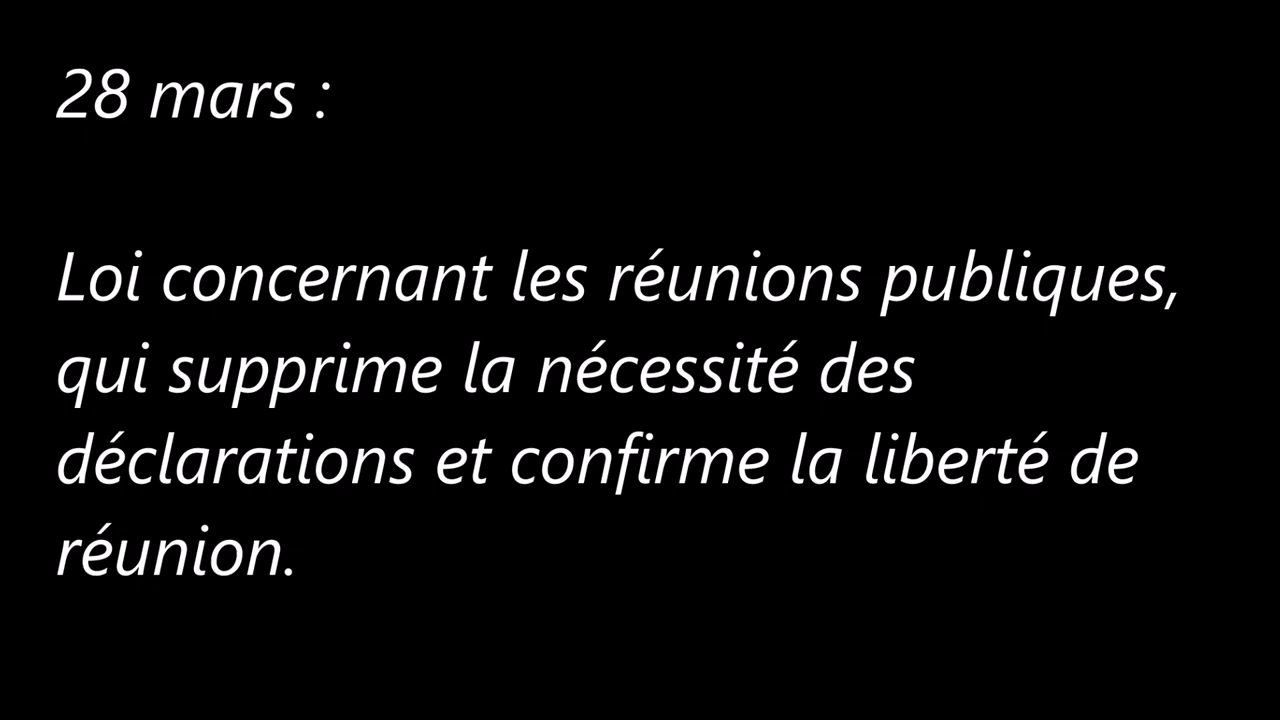 28 mars :
Loi concernant les réunions publiques,
qui supprime la nécessité des
déclarations et confirme la liberté de
réunion.